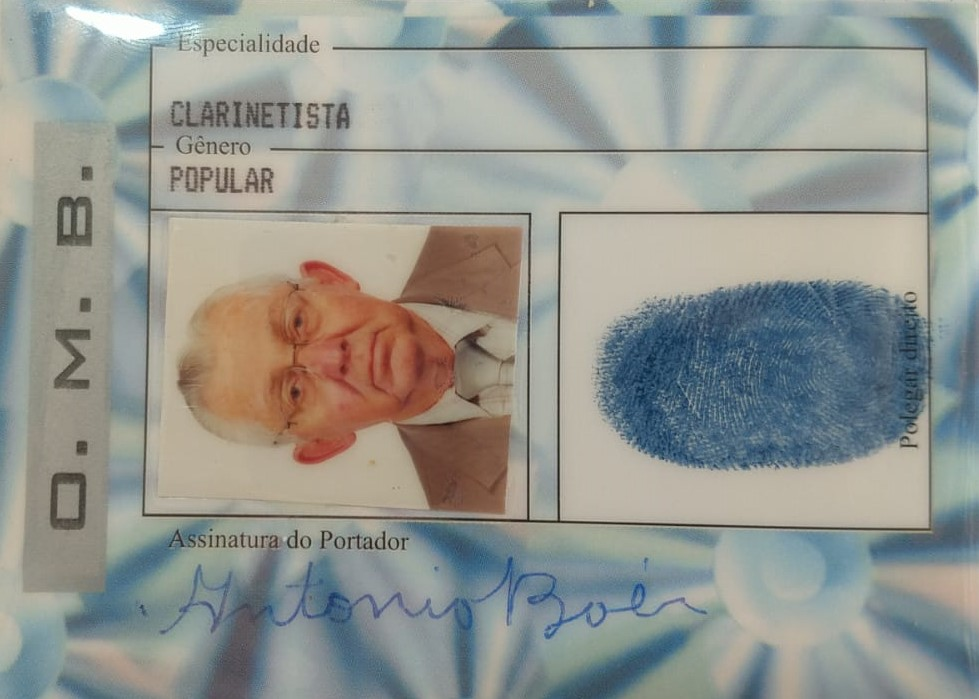 Especialidade
CLARINETISTA
Gênero
POPULAR
O. M. B.
Polegar direito
Assinatura do Portador
Antonio Boér